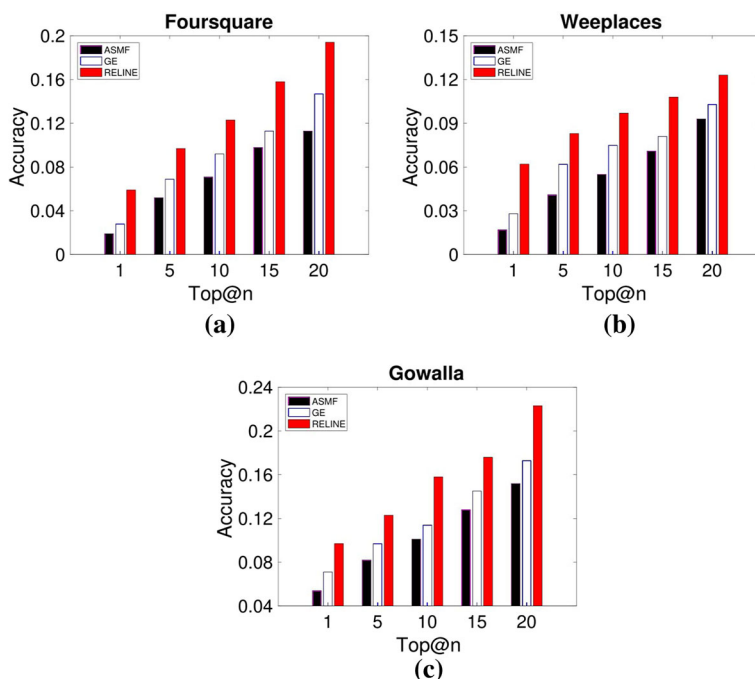 Foursquare
0.2
0.16
0.12
0.08
0.04
0
Accuracy
ASMF
GE
RELINE
1 5 10 15 20
Top@n
(a)
Weeplaces
0.15
0.12
0.09
0.06
0.03
0
Accuracy
ASMF
GE
RELINE
1 5 10 15 20
Top@n
(b)
Gowalla
0.24
0.2
0.16
0.12
0.08
0.04
Accuracy
ASMF
GE
RELINE
1 5 10 15 20
Top@n
(c)